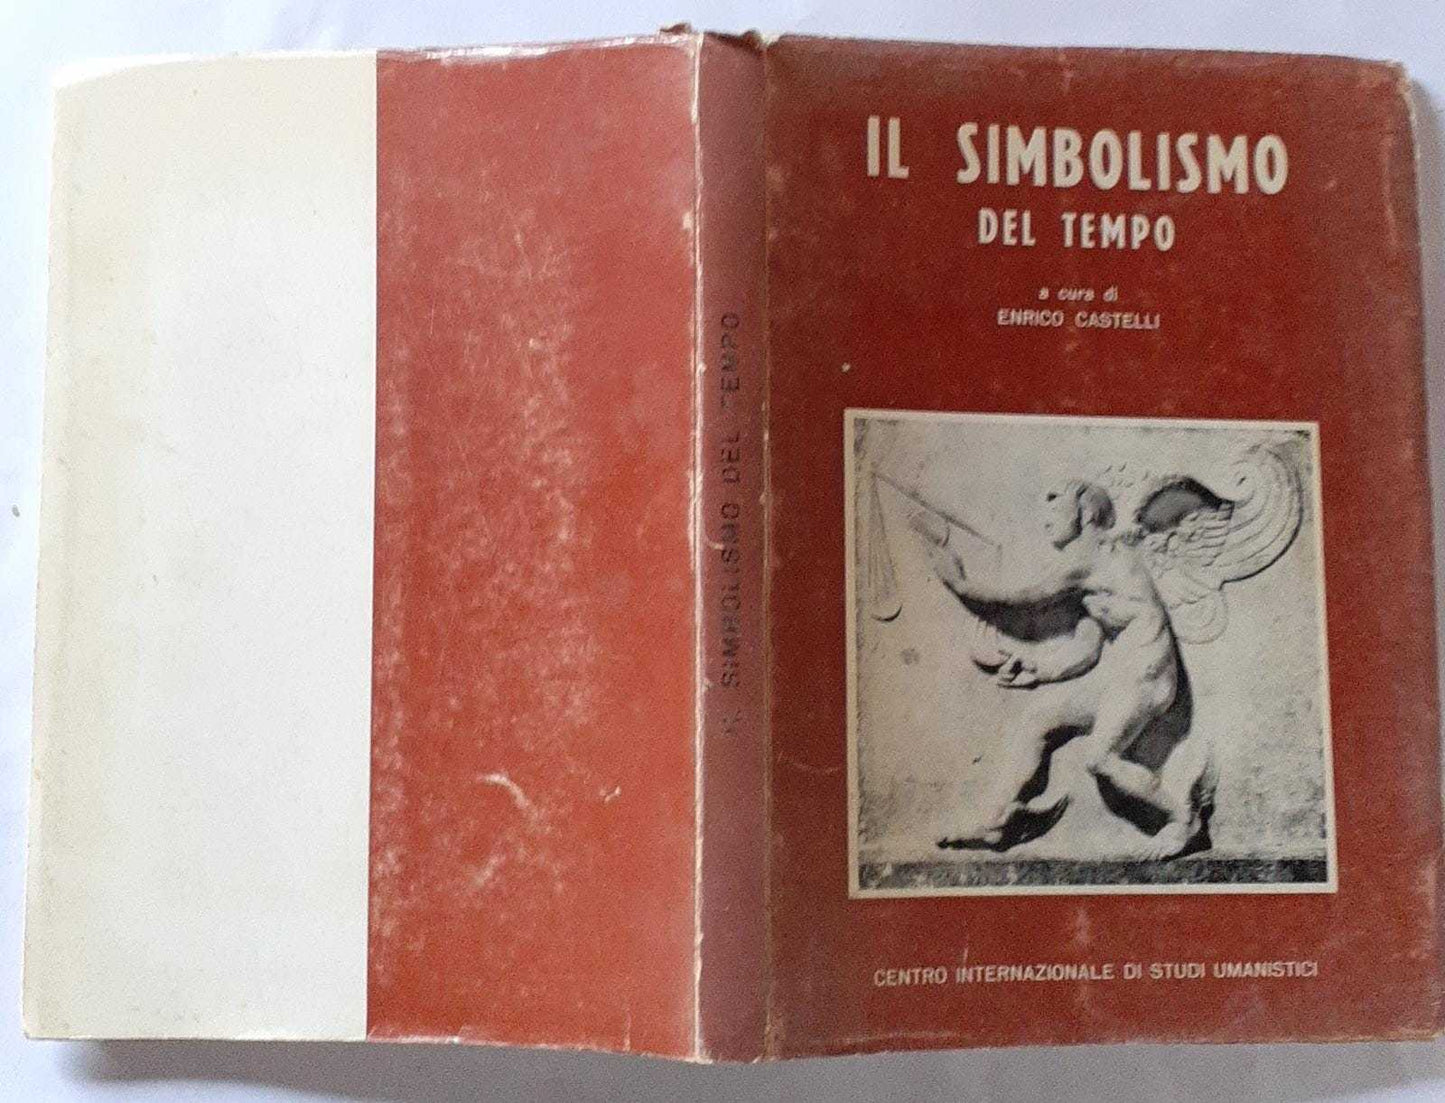 IL SIMBOLISMO
DEL TEMPO
a cura di
ENRICO CASTELLI
CENTRO INTERNAZIONALE DI STUDI UMANISTICI
IL SIMBOLISMO DEL TEMPO